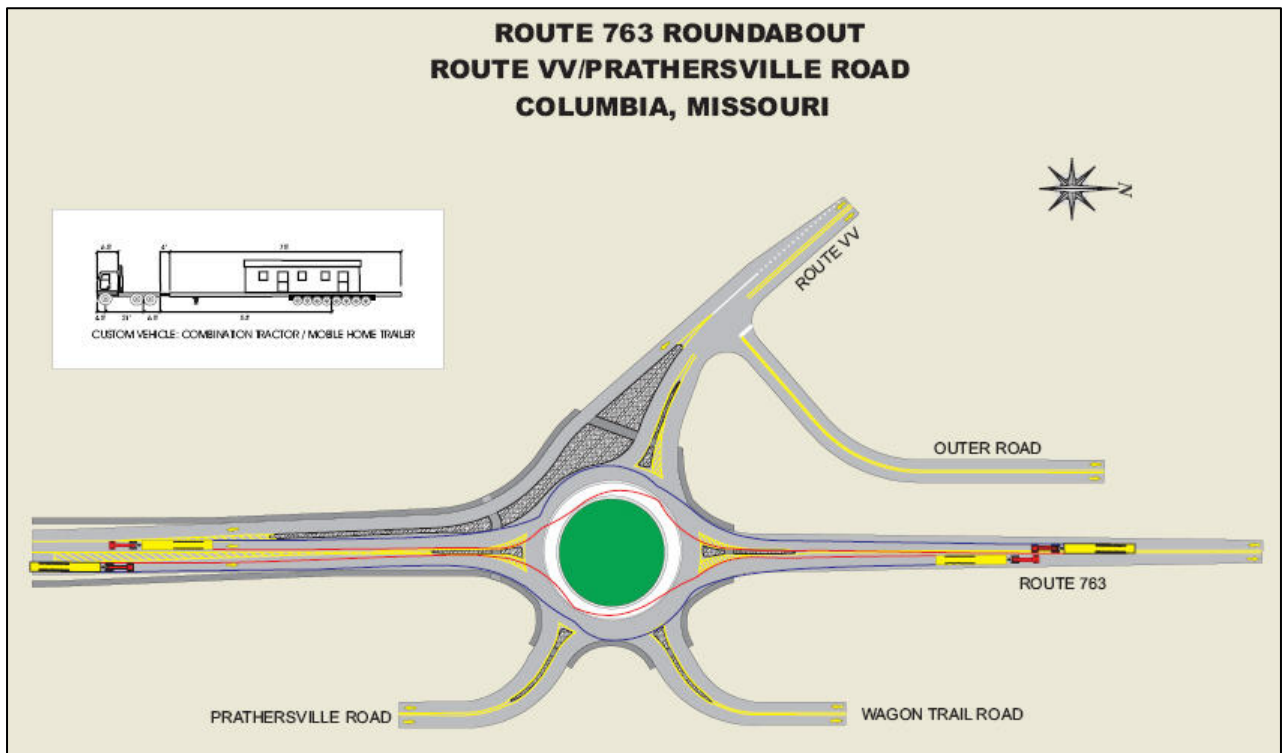 ROUTE 763 ROUNDABOUT
ROUTE VV/PRATHERSVILLE ROAD
COLUMBIA, MISSOURI
N
CUSTOM VEHICLE: COMBINATION TRACTOR / MOBILE HOME TRAILER
ROUTE VV
OUTER ROAD
ROUTE 763
PRATHERSVILLE ROAD
WAGON TRAIL ROAD